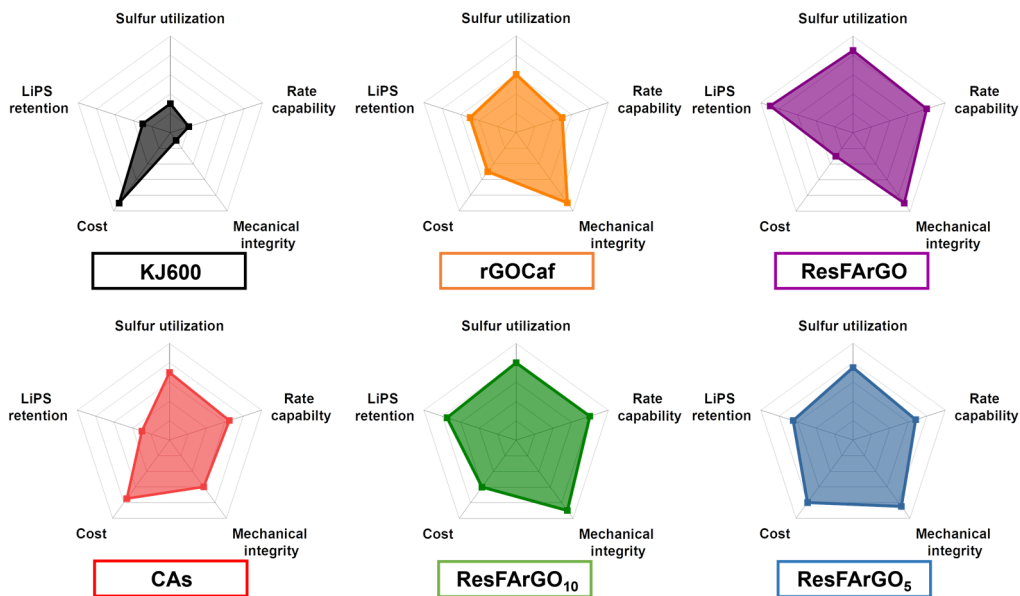 Sulfur utilization
LiPS
retention
Rate
capability
Cost
Mecanical
integrity
KJ600
Sulfur utilization
LiPS
retention
Rate
capability
Cost
Mechanical
integrity
rGOCaf
Sulfur utilization
LiPS
retention
Rate
capability
Cost
Mechanical
integrity
ResFArGO
Sulfur utilization
LiPS
retention
Rate
capabilty
Cost
Mechanical
integrity
CAs
Sulfur utilization
LiPS
retention
Rate
capability
Cost
Mechanical
integrity
ResFArGO₁₀
Sulfur utilization
LiPS
retention
Rate
capability
Cost
Mechanical
integrity
ResFArGO₅